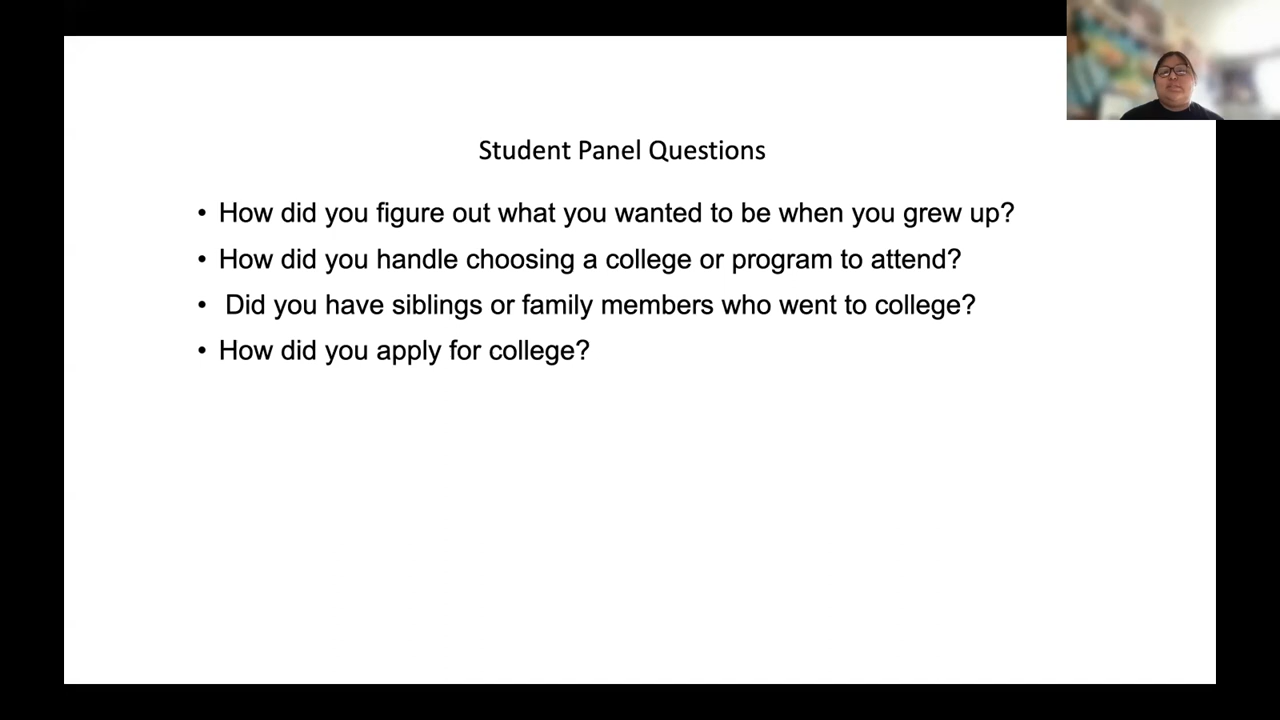 Student Panel Questions
• How did you figure out what you wanted to be when you grew up?
• How did you handle choosing a college or program to attend?
• Did you have siblings or family members who went to college?
• How did you apply for college?